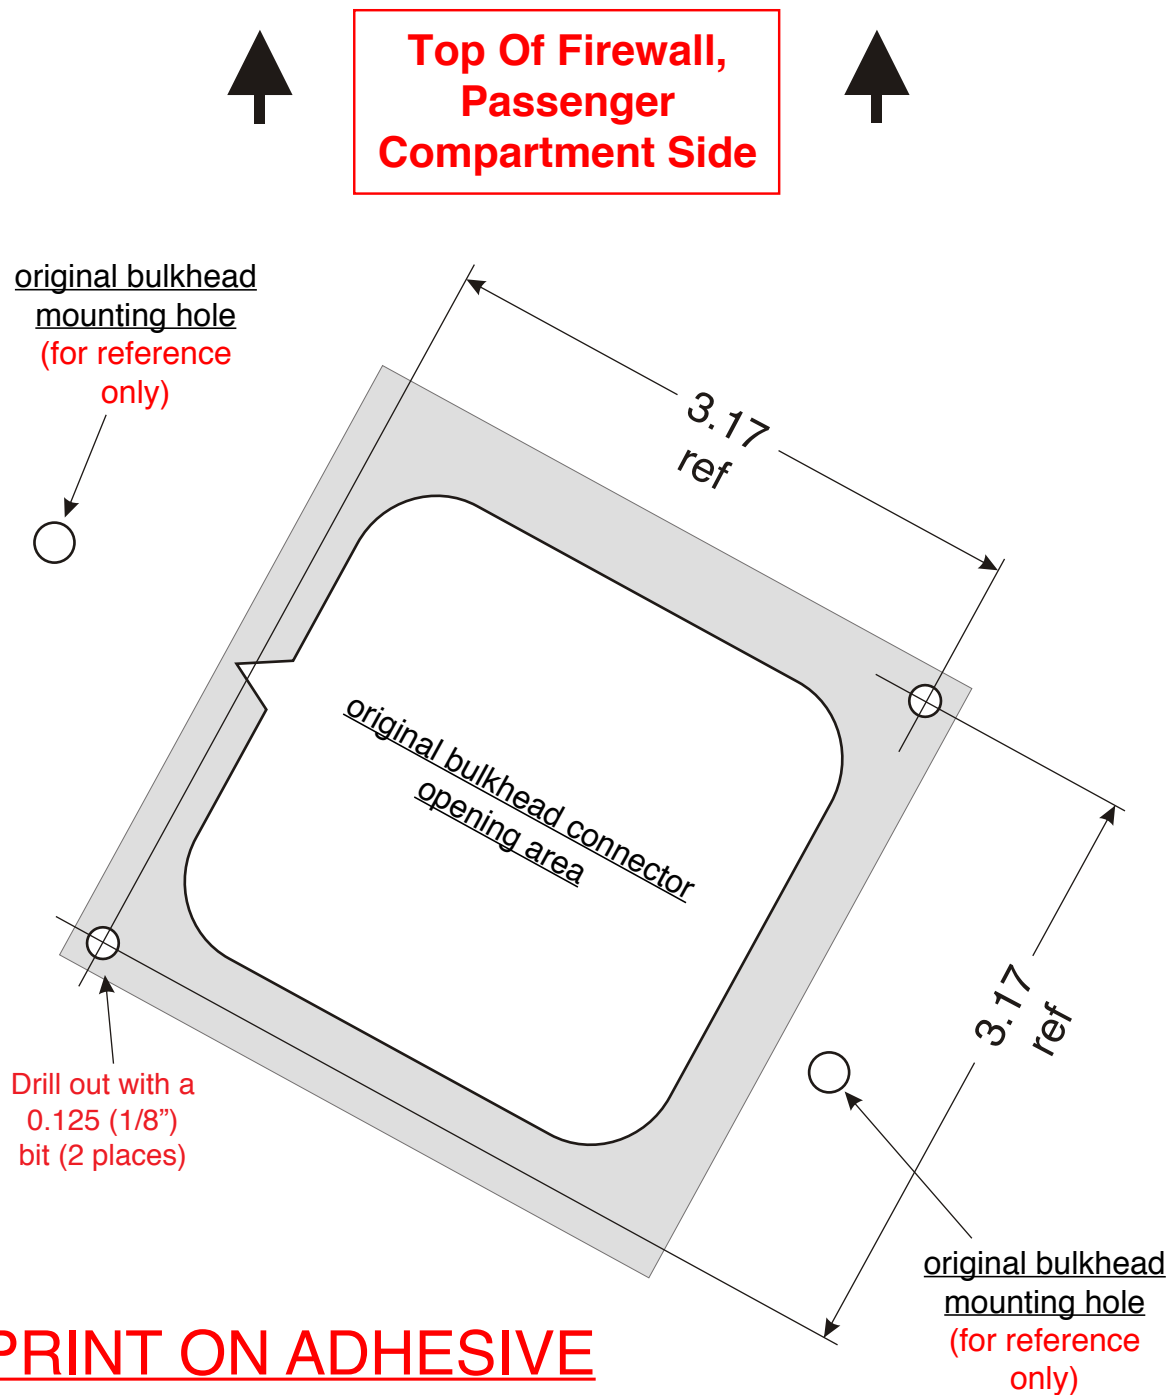 Top Of Firewall,
Passenger
Compartment Side
original bulkhead
mounting hole
(for reference
only)
3.17
ref
original bulkhead connector
opening area
3.17
ref
Drill out with a
0.125 (1/8”)
bit (2 places)
original bulkhead
mounting hole
(for reference
only)
PRINT ON ADHESIVE